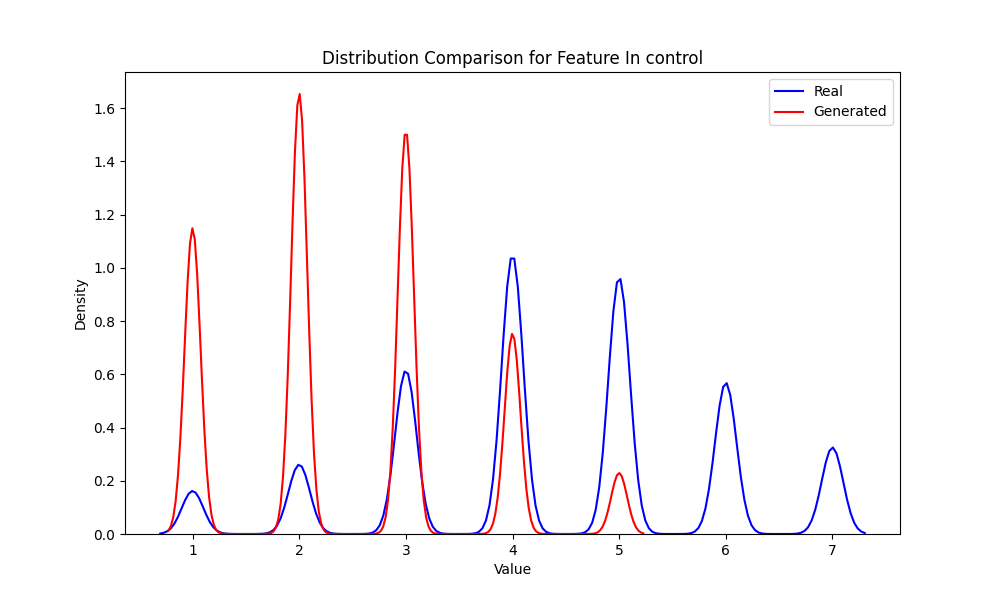 Distribution Comparison for Feature In control
Real
Generated
1.6
1.4
1.2
1.0
0.8
0.6
0.4
0.2
0.0
Density
1 2 3 4 5 6 7
Value